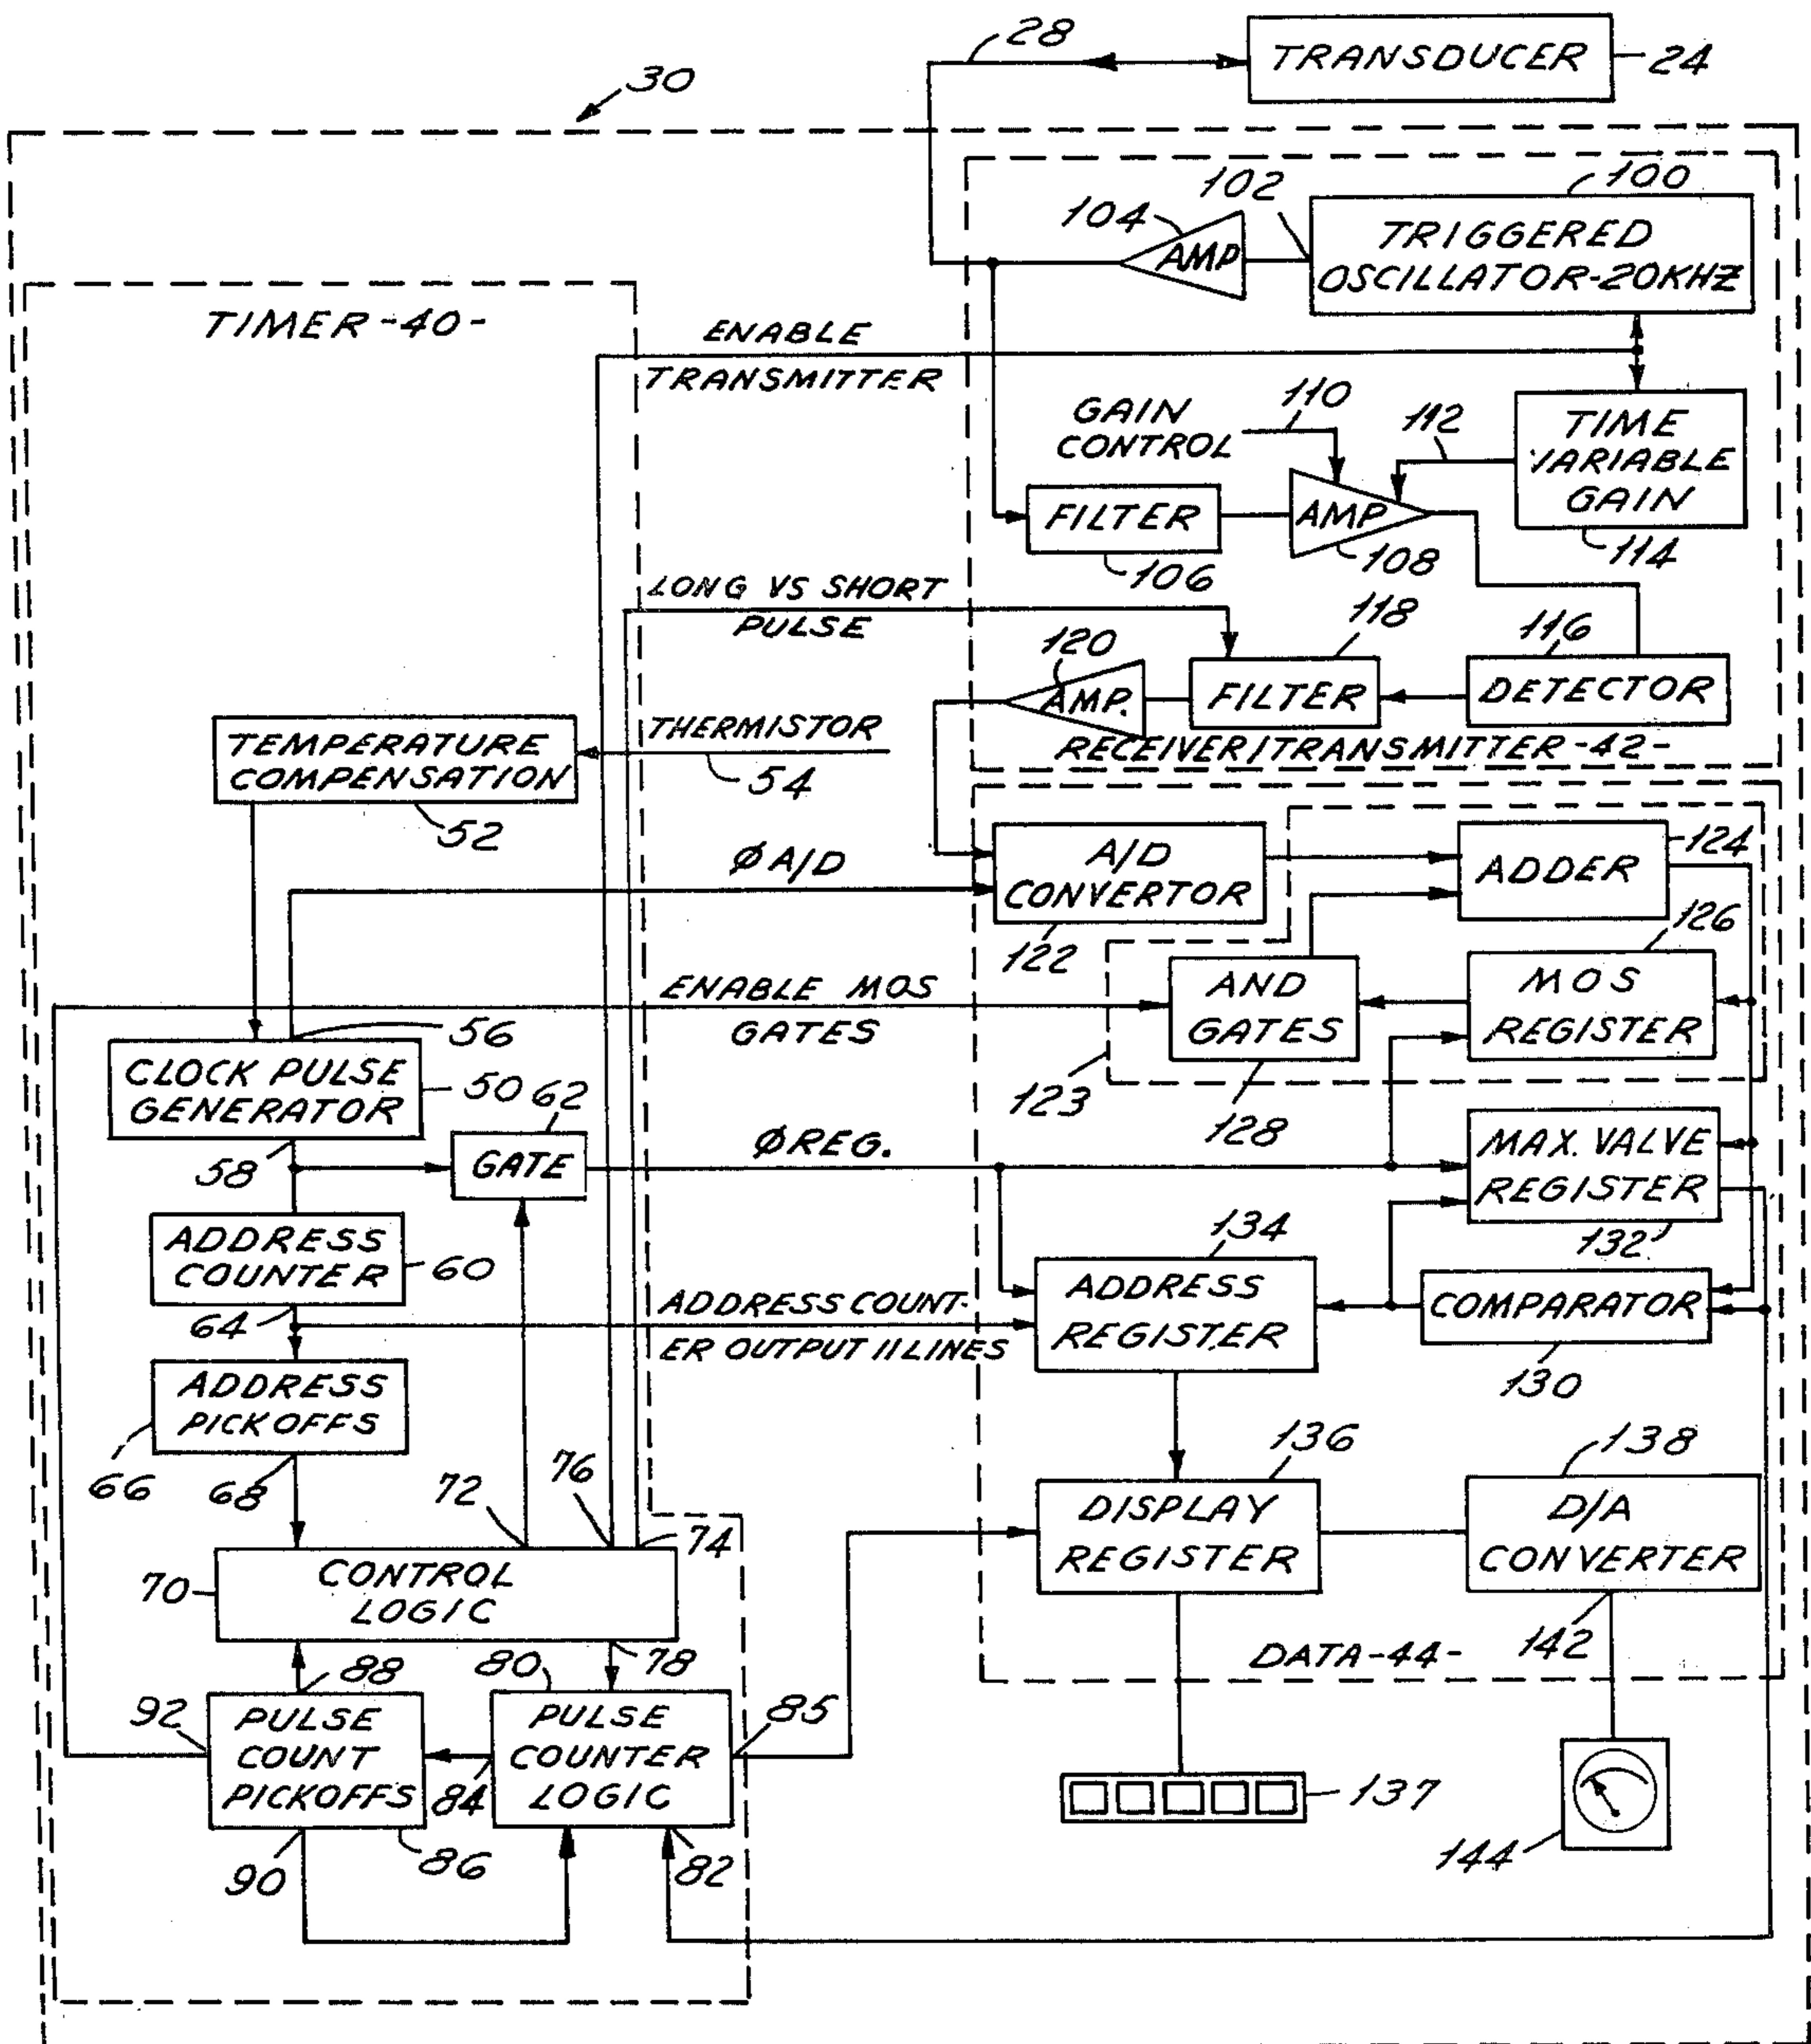 28
TRANSDUCER
24
30
TIMER-40-
100
102
104
AMP
TRIGGERED
OSCILLATOR-20KHZ
ENABLE
TRANSMITTER
GAIN
CONTROL
110
112
TIME
VARIABLE
GAIN
114
FILTER
106
AMP
108
LONG VS SHORT
PULSE
118
116
120
AMP.
FILTER
DETECTOR
RECEIVER/TRANSMITTER-42-
THERMISTOR
54
TEMPERATURE
COMPENSATION
52
Ø A/D
A/D
CONVERTOR
122
ADDER
124
126
ENABLE MOS
GATES
AND
GATES
128
123
MOS
REGISTER
56
CLOCK PULSE
GENERATOR
50
58
62
GATE
ØREG.
MAX. VALVE
REGISTER
132
ADDRESS
COUNTER
60
64
ADDRESS COUNT-
ER OUTPUT 11 LINES
134
ADDRESS
REGISTER
COMPARATOR
130
ADDRESS
PICKOFFS
66
68
72
76
74
136
DISPLAY
REGISTER
138
D/A
CONVERTER
142
DATA-44-
70
CONTROL
LOGIC
78
88
80
92
PULSE
COUNT
PICKOFFS
84
PULSE
COUNTER
LOGIC
85
90
86
82
137
144